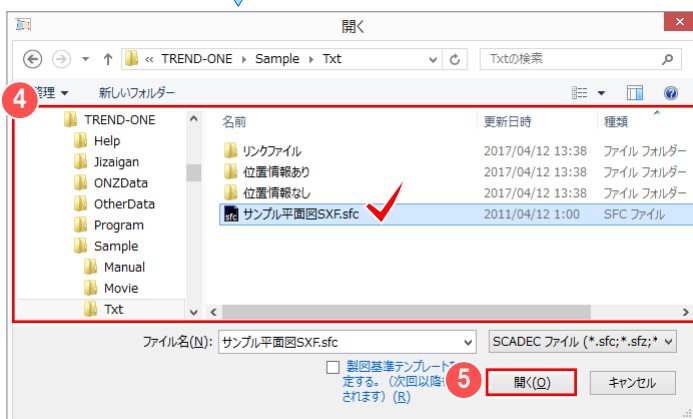 開く
« TREND-ONE Sample Txt Txtの検索
4 整理 新しいフォルダー
TREND-ONE
Help
Jizaigan
ONZData
OtherData
Program
Sample
Manual
Movie
Txt
名前 更新日時 種類
リンクファイル 2017/04/12 13:38 ファイル フォルダー
位置情報あり 2017/04/12 13:38 ファイル フォルダー
位置情報なし 2017/04/12 13:38 ファイル フォルダー
sfc サンプル平面図SXF.sfc 2011/04/12 1:00 SFC ファイル
ファイル名(N): サンプル平面図SXF.sfc SCADEC ファイル (*.sfc;*.sfz;*
製図基準テンプレートを
定する。(次回以降
されます) (R)
5 開く(O) キャンセル